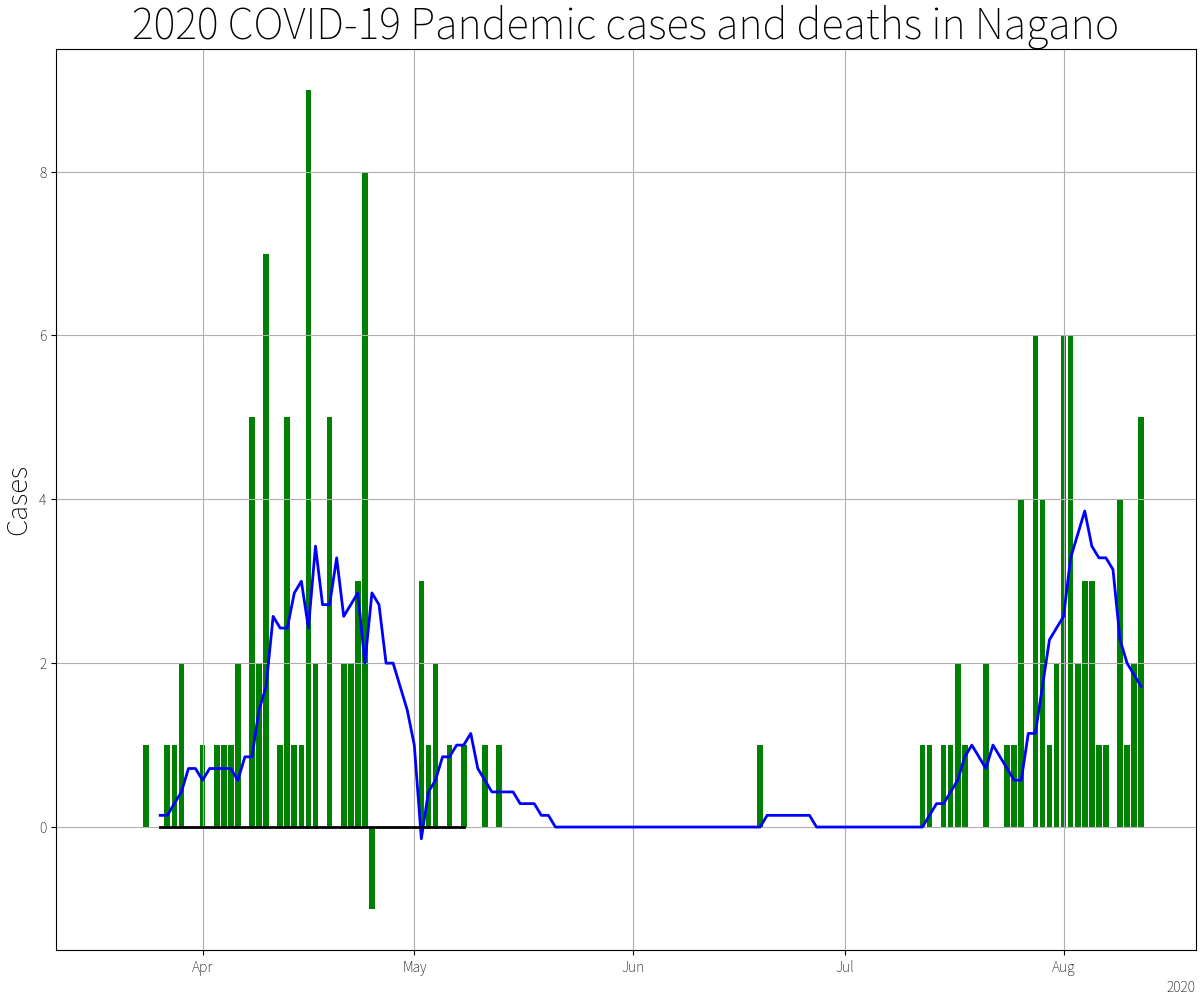 2020 COVID-19 Pandemic cases and deaths in Nagano
Cases
8
6
4
2
0
Apr
May
Jun
Jul
Aug
2020